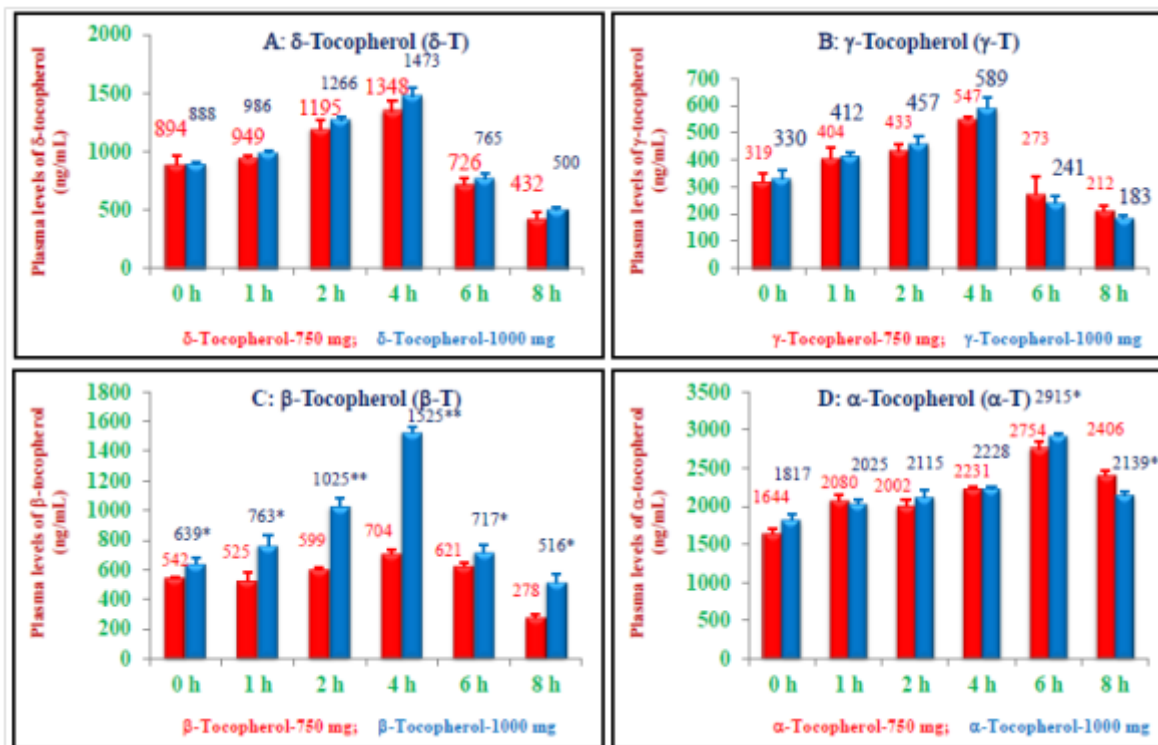 A: δ-Tocopherol (δ-T)
Plasma levels of δ-tocopherol
(ng/mL)
2000
1500
1000
500
0
894 888 949 986 1195 1266 1348 1473 726 765 432 500
0 h 1 h 2 h 4 h 6 h 8 h
δ-Tocopherol-750 mg; δ-Tocopherol-1000 mg
B: γ-Tocopherol (γ-T)
Plasma levels of γ-tocopherol
(ng/mL)
700
600
500
400
300
200
100
0
319 330 404 412 433 457 547 589 273 241 212 183
0 h 1 h 2 h 4 h 6 h 8 h
γ-Tocopherol-750 mg; γ-Tocopherol-1000 mg
C: β-Tocopherol (β-T)
Plasma levels of β-tocopherol
(ng/mL)
1800
1600
1400
1200
1000
800
600
400
200
0
542 639* 525 763* 599 1025** 704 1525** 621 717* 278 516*
0 h 1 h 2 h 4 h 6 h 8 h
β-Tocopherol-750 mg; β-Tocopherol-1000 mg
D: α-Tocopherol (α-T)
Plasma levels of α-tocopherol
(ng/mL)
3500
3000
2500
2000
1500
1000
500
0
1644 1817 2080 2025 2002 2115 2231 2228 2754 2915* 2406 2139*
0 h 1 h 2 h 4 h 6 h 8 h
α-Tocopherol-750 mg; α-Tocopherol-1000 mg